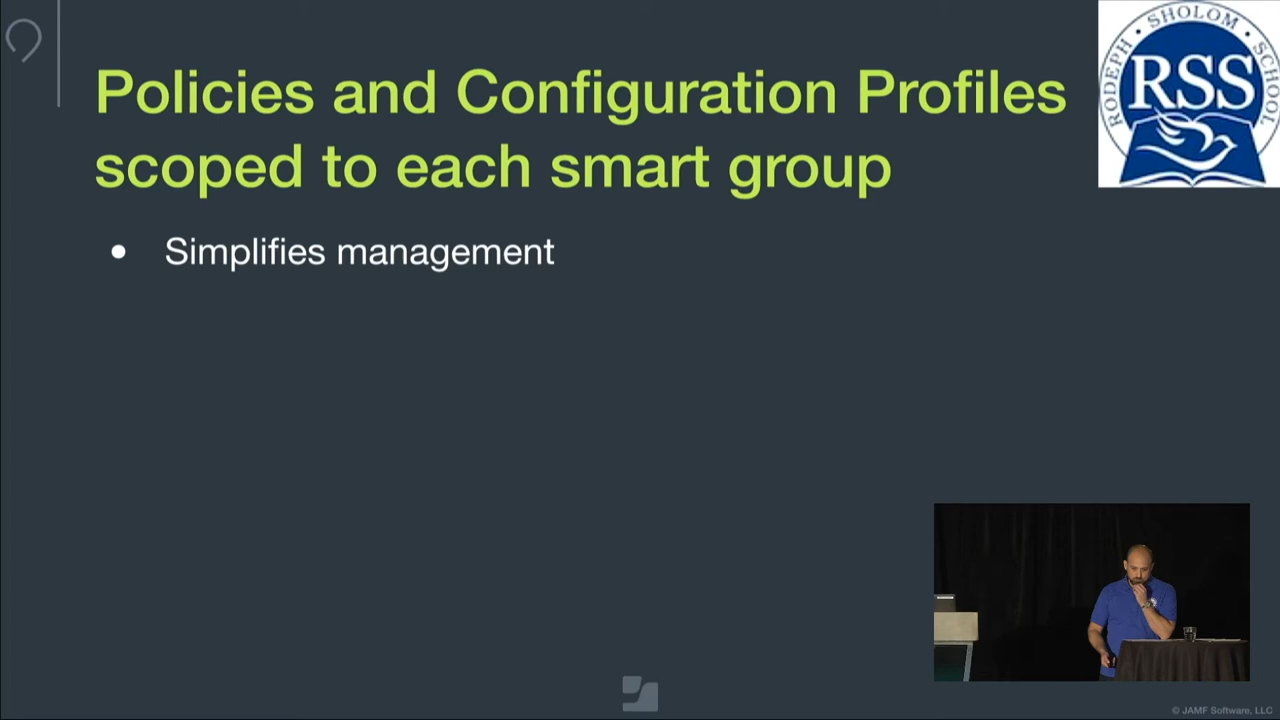 Policies and Configuration Profiles
scoped to each smart group
• Simplifies management
RODEPH • SHOLOM • SCHOOL
RSS
© JAMF Software, LLC